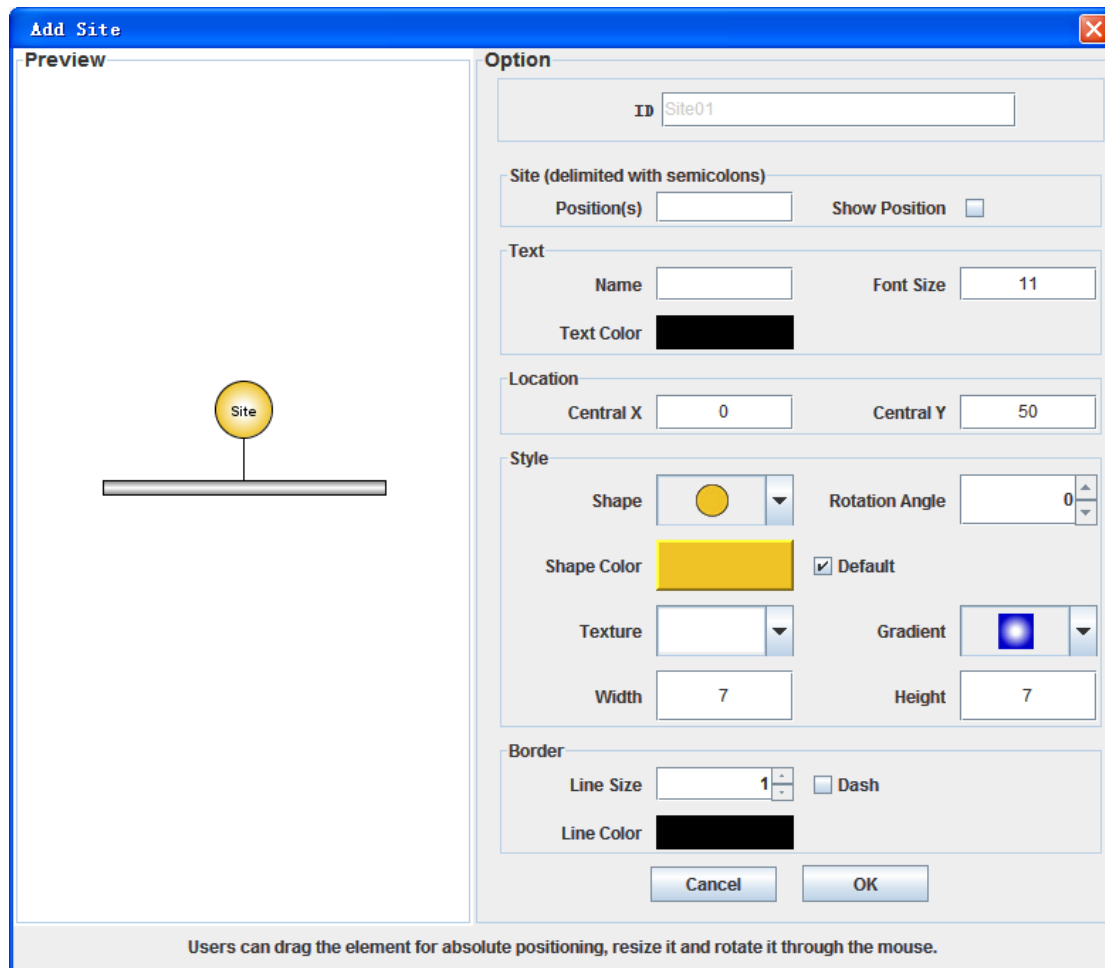 Add Site
Preview
Option
ID Site01
Site (delimited with semicolons)
Position(s) Show Position
Text
Name Font Size 11
Text Color
Location
Central X 0 Central Y 50
Site
Style
Shape Rotation Angle 0
Shape Color Default
Texture Gradient
Width 7 Height 7
Border
Line Size 1 Dash
Line Color
Cancel OK
Users can drag the element for absolute positioning, resize it and rotate it through the mouse.